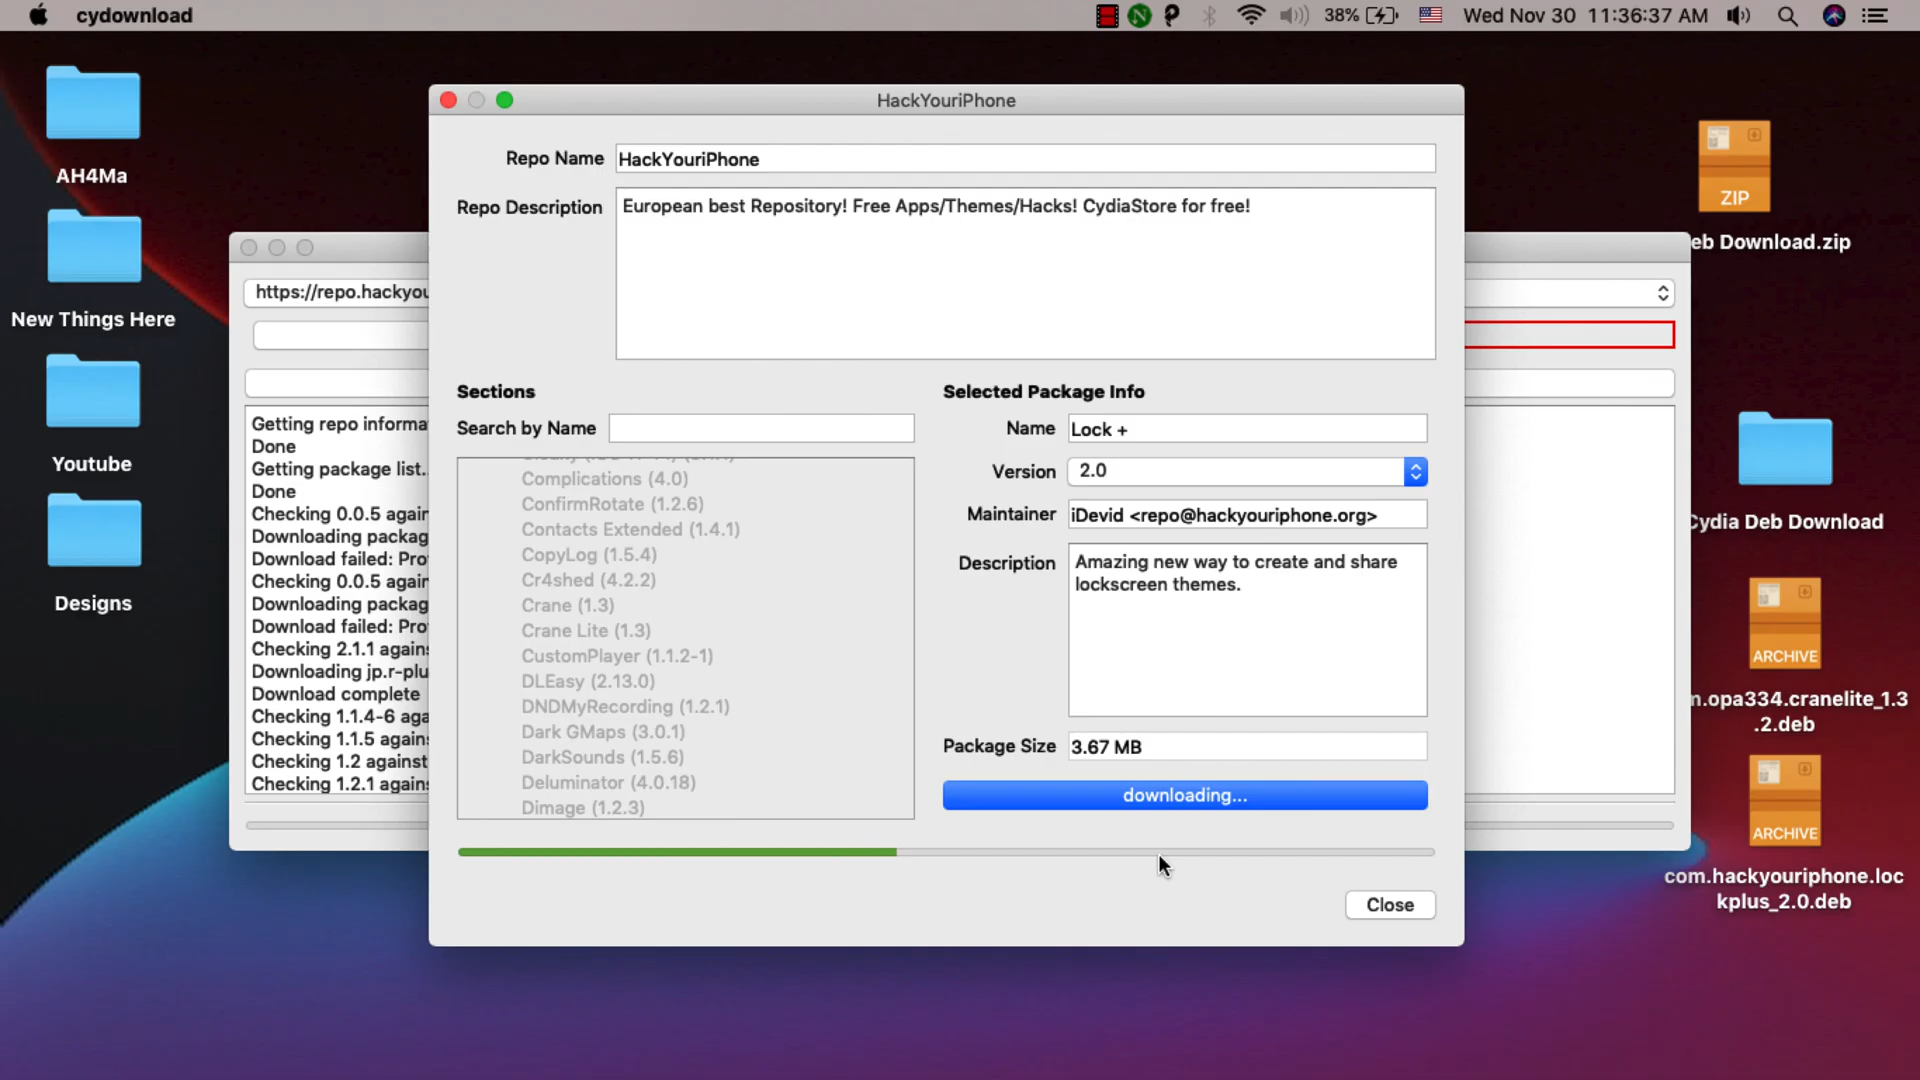 cydownload
38%
Wed Nov 30 11:36:37 AM
AH4Ma
New Things Here
Youtube
Designs
https://repo.hackyou
Getting repo informa
Done
Getting package list..
Done
Checking 0.0.5 again
Downloading packag
Download failed: Pro
Checking 0.0.5 again
Downloading packag
Download failed: Pro
Checking 2.1.1 agains
Downloading jp.r-plu
Download complete
Checking 1.1.4-6 aga
Checking 1.1.5 agains
Checking 1.2 against
Checking 1.2.1 agains
HackYouriPhone
Repo Name
HackYouriPhone
Repo Description
European best Repository! Free Apps/Themes/Hacks! CydiaStore for free!
Sections
Search by Name
Complications (4.0)
ConfirmRotate (1.2.6)
Contacts Extended (1.4.1)
CopyLog (1.5.4)
Cr4shed (4.2.2)
Crane (1.3)
Crane Lite (1.3)
CustomPlayer (1.1.2-1)
DLEasy (2.13.0)
DNDMyRecording (1.2.1)
Dark GMaps (3.0.1)
DarkSounds (1.5.6)
Deluminator (4.0.18)
Dimage (1.2.3)
Selected Package Info
Name
Lock +
Version
2.0
Maintainer
iDevid <repo@hackyouriphone.org>
Description
Amazing new way to create and share
lockscreen themes.
Package Size
3.67 MB
downloading...
Close
ZIP
eb Download.zip
Cydia Deb Download
ARCHIVE
n.opa334.cranelite_1.3
.2.deb
ARCHIVE
com.hackyouriphone.loc
kplus_2.0.deb